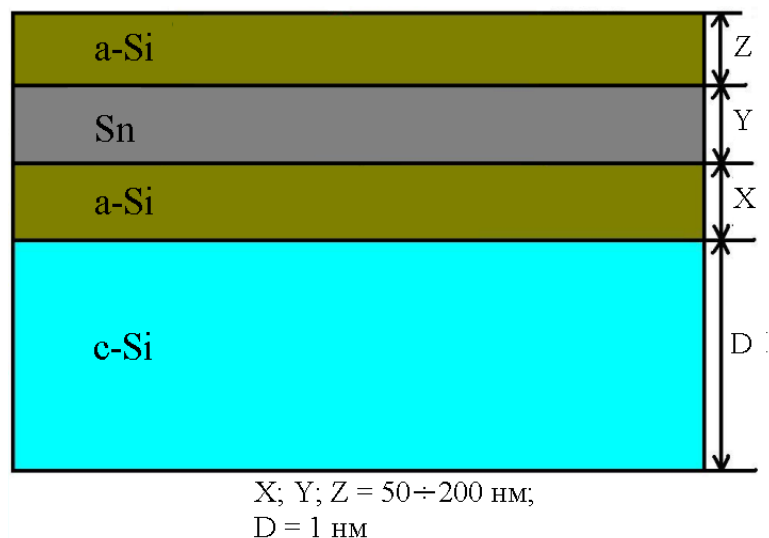 a-Si
Z
Sn
Y
a-Si
X
c-Si
D
X; Y; Z = 50÷200 нм;
D = 1 нм